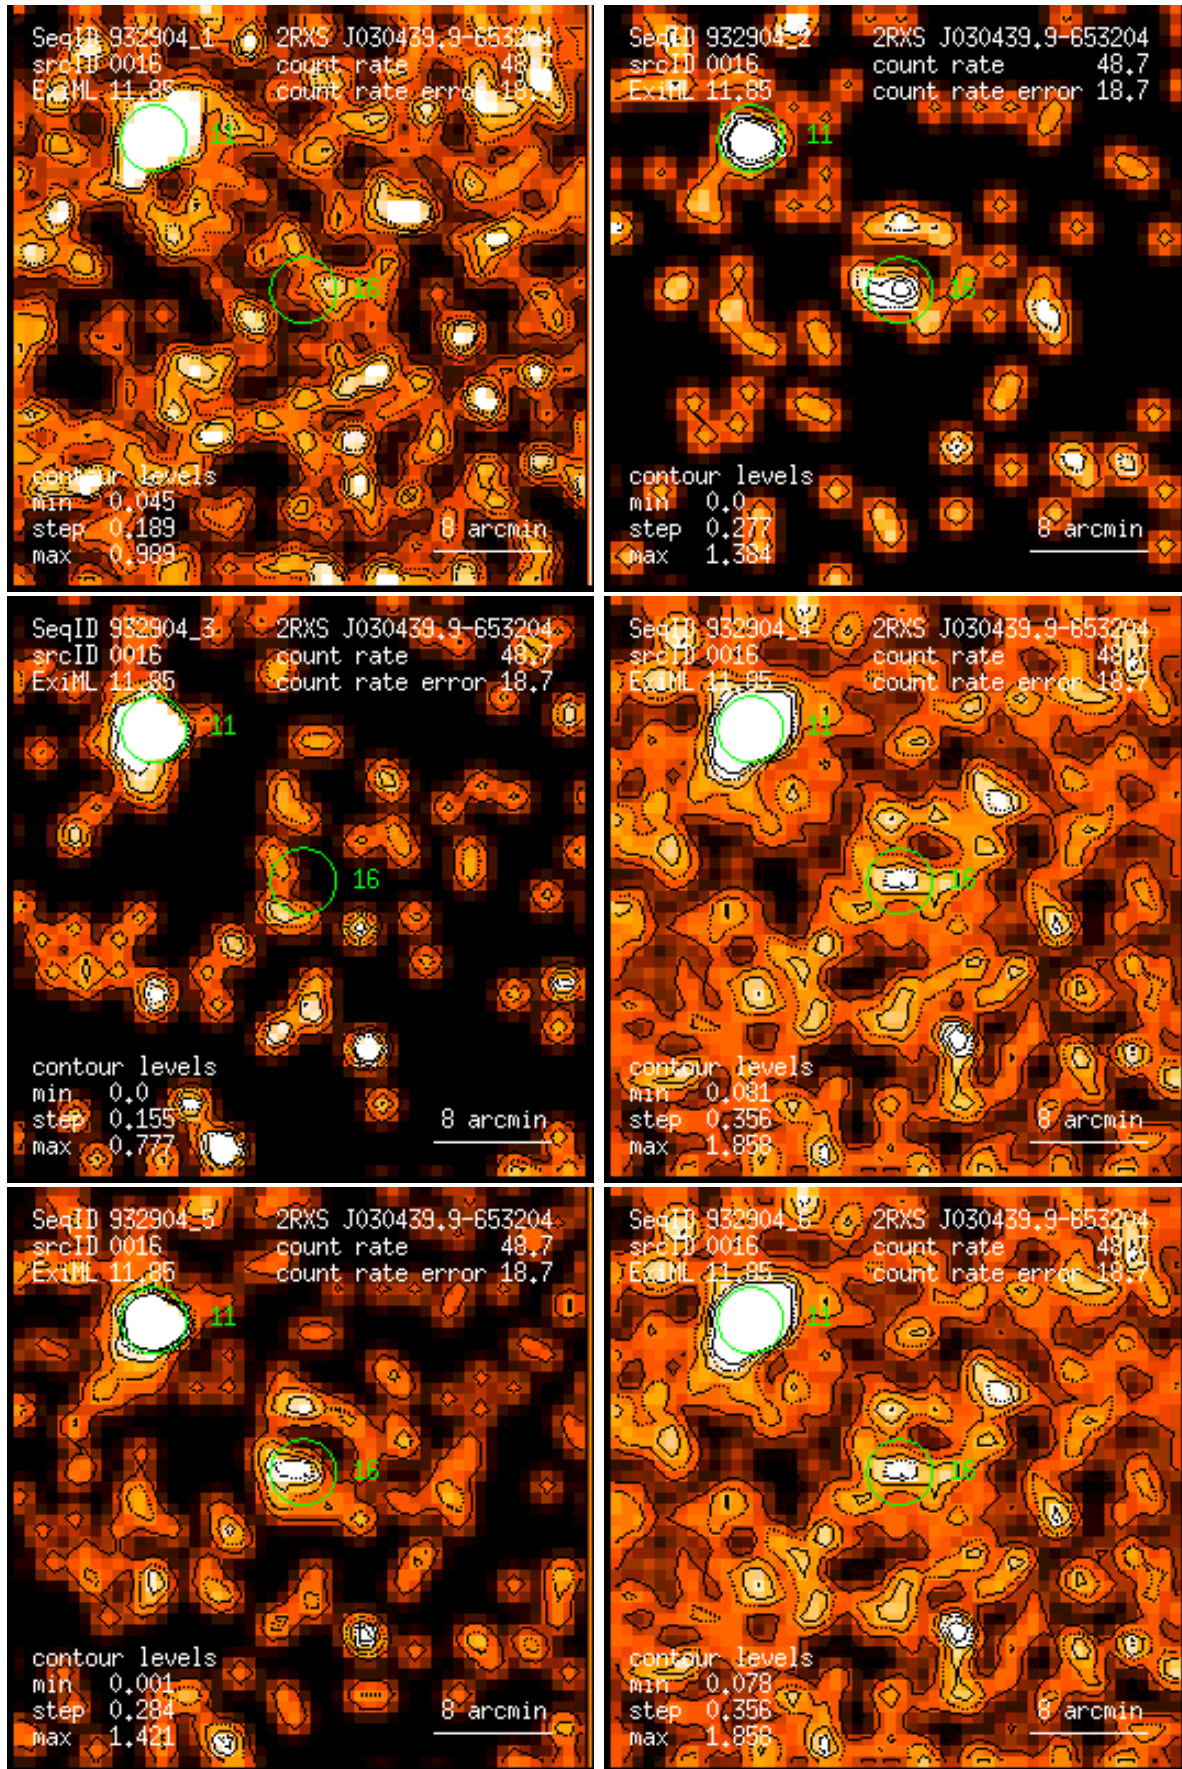 SeqID 932904_1 2RXS J030439.9-653204
srcID 0016 count rate 48.7
ExiML 11.85 count rate error 18.7
11
16
contour levels
min 0.045
step 0.189 8 arcmin
max 0.989
SeqID 932904_2 2RXS J030439.9-653204
srcID 0016 count rate 48.7
ExiML 11.85 count rate error 18.7
11
16
contour levels
min 0.0
step 0.277 8 arcmin
max 1.384
SeqID 932904_3 2RXS J030439.9-653204
srcID 0016 count rate 48.7
ExiML 11.85 count rate error 18.7
11
16
contour levels
min 0.0
step 0.155 8 arcmin
max 0.777
SeqID 932904_4 2RXS J030439.9-653204
srcID 0016 count rate 48.7
ExiML 11.85 count rate error 18.7
11
16
contour levels
min 0.081
step 0.356 8 arcmin
max 1.858
SeqID 932904_5 2RXS J030439.9-653204
srcID 0016 count rate 48.7
ExiML 11.85 count rate error 18.7
11
16
contour levels
min 0.001
step 0.284 8 arcmin
max 1.421
SeqID 932904_6 2RXS J030439.9-653204
srcID 0016 count rate 48.7
ExiML 11.85 count rate error 18.7
11
16
contour levels
min 0.078
step 0.356 8 arcmin
max 1.858